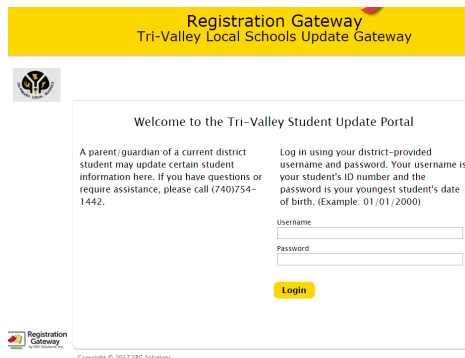 Registration Gateway
Tri-Valley Local Schools Update Gateway
Welcome to the Tri-Valley Student Update Portal
A parent/guardian of a current district
student may update certain student
information here. If you have questions or
require assistance, please call (740)754-
1442.
Log in using your district-provided
username and password. Your username is
your student's ID number and the
password is your youngest student's date
of birth. (Example: 01/01/2000)
Username
Password
Login
Registration
Gateway
by SRC Solutions, Inc.
Copyright © 2017 SRC Solutions